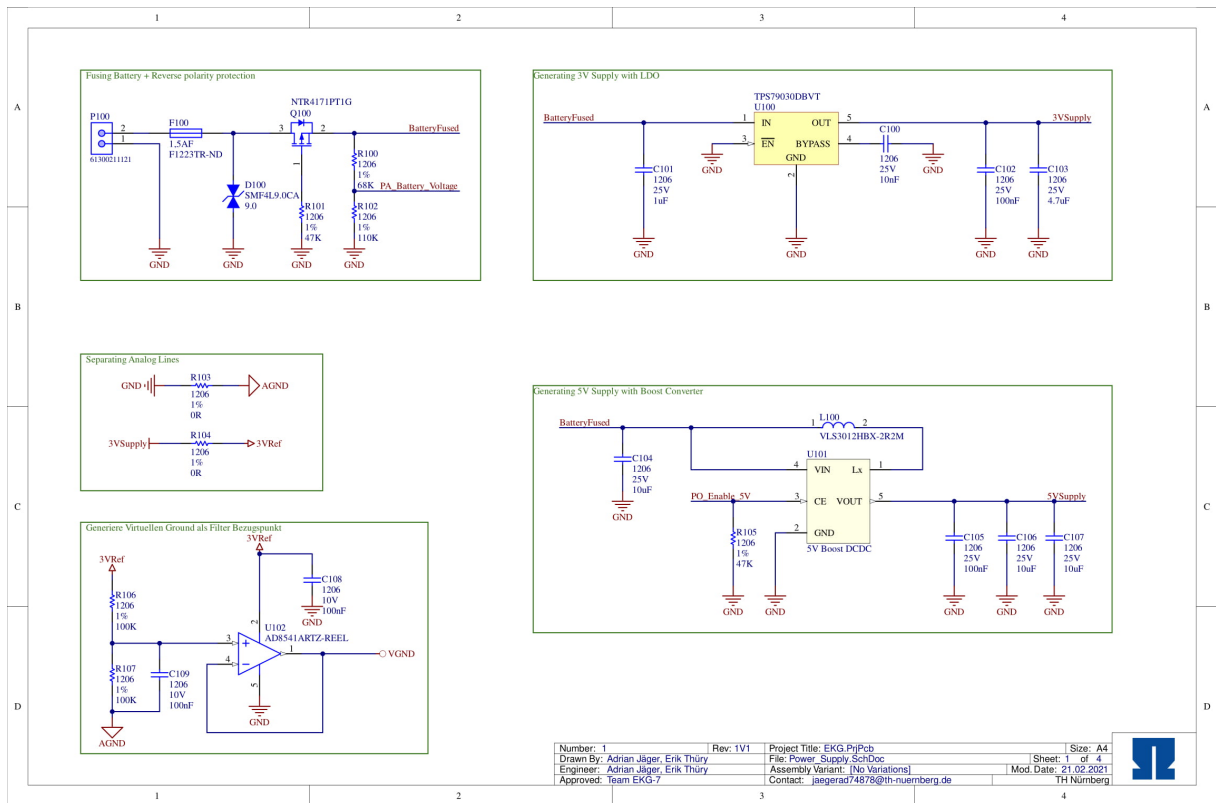 1 2 3 4
A
B
C
D
A
B
C
D
1 2 3 4
Fusing Battery + Reverse polarity protection
P100
2
1
61300211121
F100
1.5AF
F1223TR-ND
NTR4171PT1G
Q100
3
2
1
BatteryFused
D100
SMF4L9.0CA
9.0
R101
1206
1%
47K
R100
1206
1%
68K
PA_Battery_Voltage
R102
1206
1%
110K
GND
GND
GND
GND
Generating 3V Supply with LDO
BatteryFused
TPS79030DBVT
U100
1 IN OUT 5
3 EN BYPASS 4
GND
2
3VSupply
C100
1206
25V
10nF
GND
GND
C101
1206
25V
1uF
C102
1206
25V
100nF
C103
1206
25V
4.7uF
GND
GND
GND
GND
Separating Analog Lines
GND
R103
1206
1%
0R
AGND
3VSupply
R104
1206
1%
0R
3VRef
Generating 5V Supply with Boost Converter
BatteryFused
1 L100 2
VLS3012HBX-2R2M
C104
1206
25V
10uF
GND
U101
4 VIN Lx 1
PO_Enable_5V
3 CE VOUT 5
2 GND
5V Boost DCDC
5VSupply
R105
1206
1%
47K
C105
1206
25V
100nF
C106
1206
25V
10uF
C107
1206
25V
10uF
GND
GND
GND
GND
GND
Generiere Virtuellen Ground als Filter Bezugspunkt
3VRef
3VRef
C108
1206
10V
100nF
GND
R106
1206
1%
100K
R107
1206
1%
100K
C109
1206
10V
100nF
U102
AD8541ARTZ-REEL
2
3
4
1
5
VGND
GND
AGND
Number: 1 Rev: 1V1 Project Title: EKG.PrjPcb Size: A4
Drawn By: Adrian Jäger, Erik Thüry File: Power_Supply.SchDoc Sheet: 1 of 4
Engineer: Adrian Jäger, Erik Thüry Assembly Variant: [No Variations] Mod. Date: 21.02.2021
Approved: Team EKG-7 Contact: jaegerad74878@th-nuernberg.de TH Nürnberg